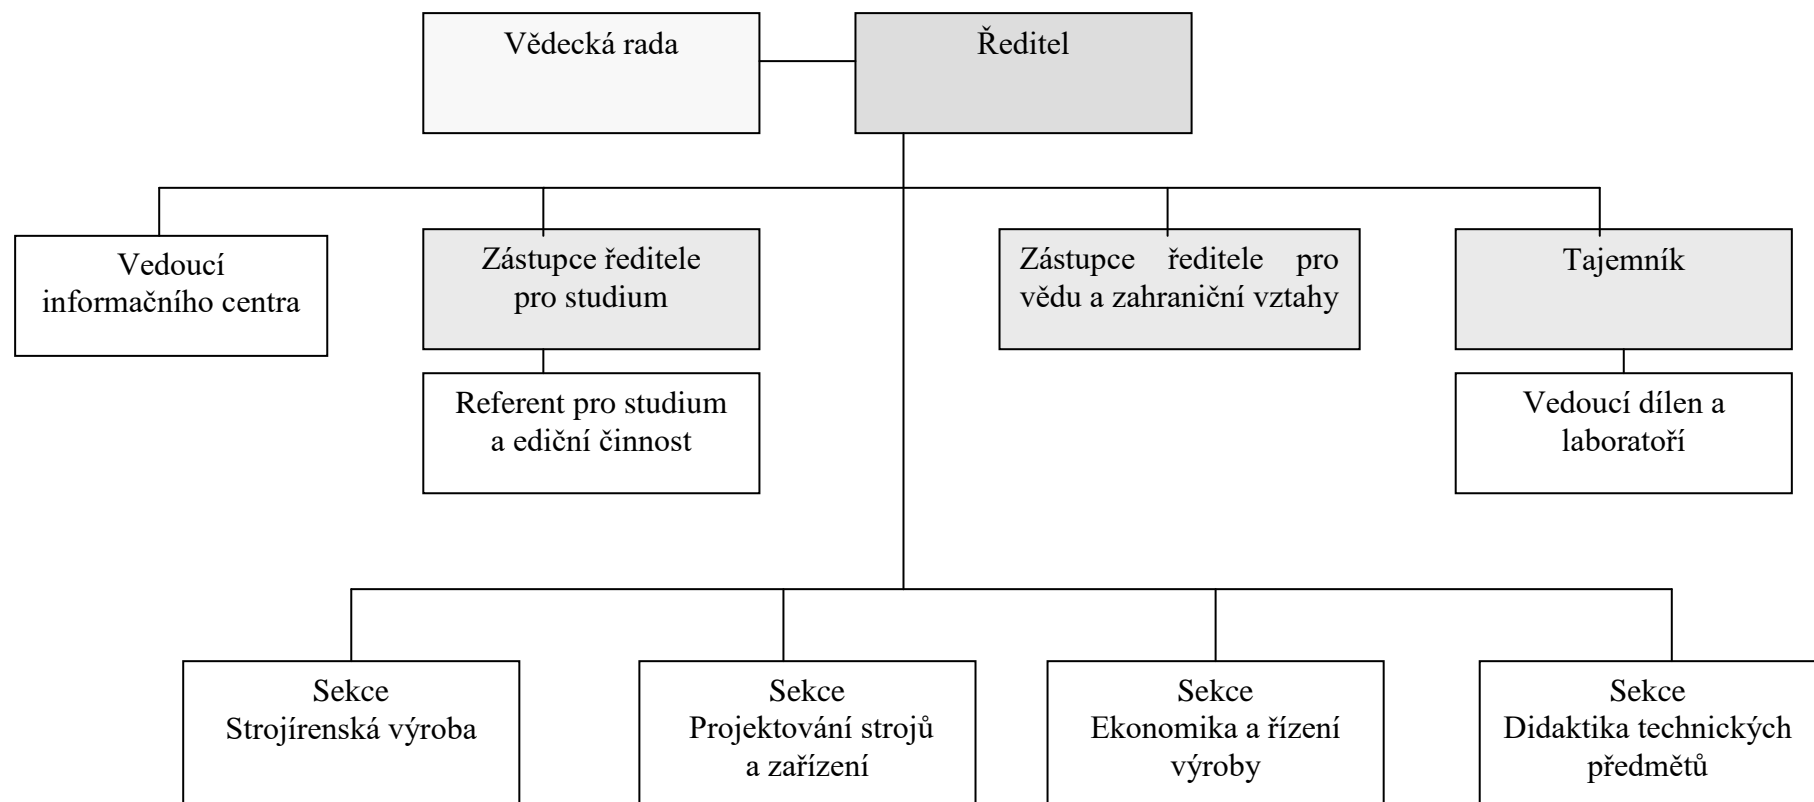 Vědecká rada
Ředitel
Vedoucí
informačního centra
Zástupce ředitele
pro studium
Zástupce ředitele pro
vědu a zahraniční vztahy
Tajemník
Referent pro studium
a ediční činnost
Vedoucí dílen a
laboratoří
Sekce
Strojírenská výroba
Sekce
Projektování strojů
a zařízení
Sekce
Ekonomika a řízení
výroby
Sekce
Didaktika technických
předmětů